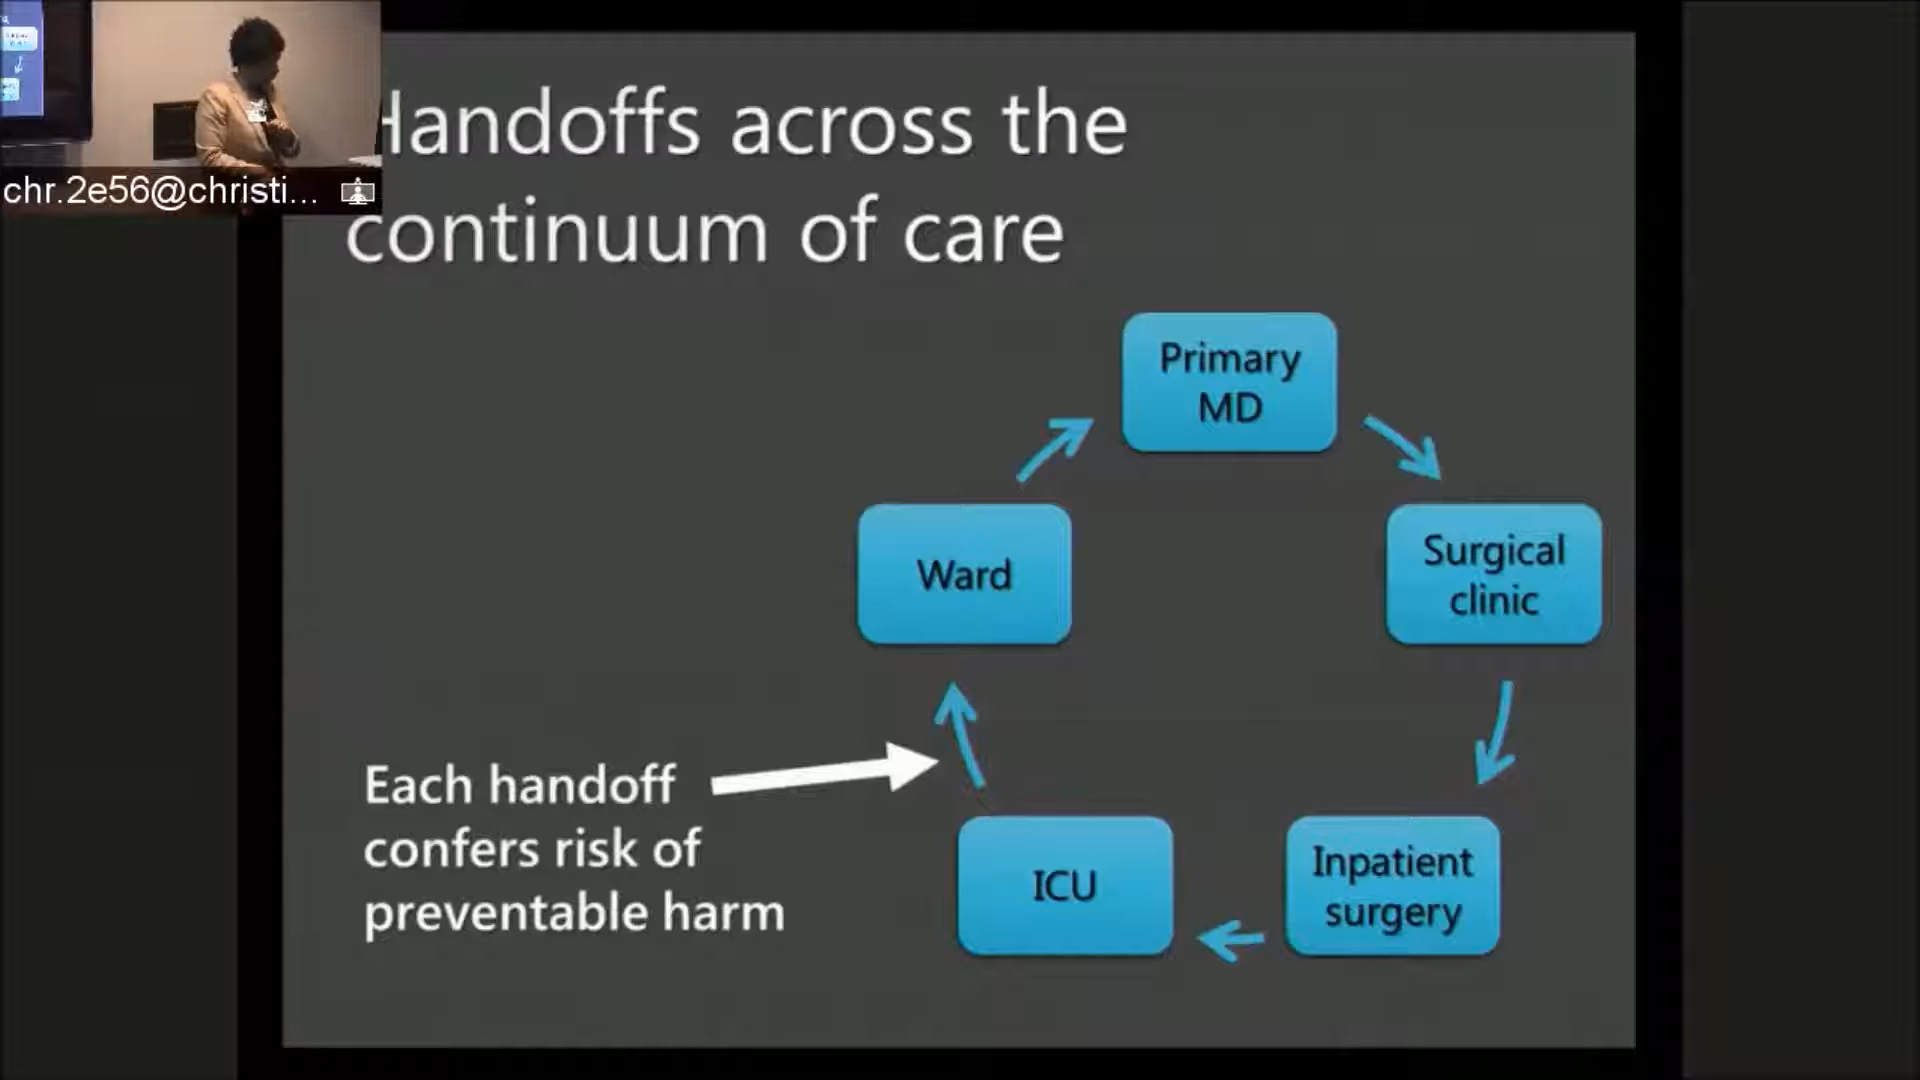 chr.2e56@christi...
Handoffs across the
continuum of care
Primary
MD
Surgical
clinic
Inpatient
surgery
ICU
Ward
Each handoff
confers risk of
preventable harm